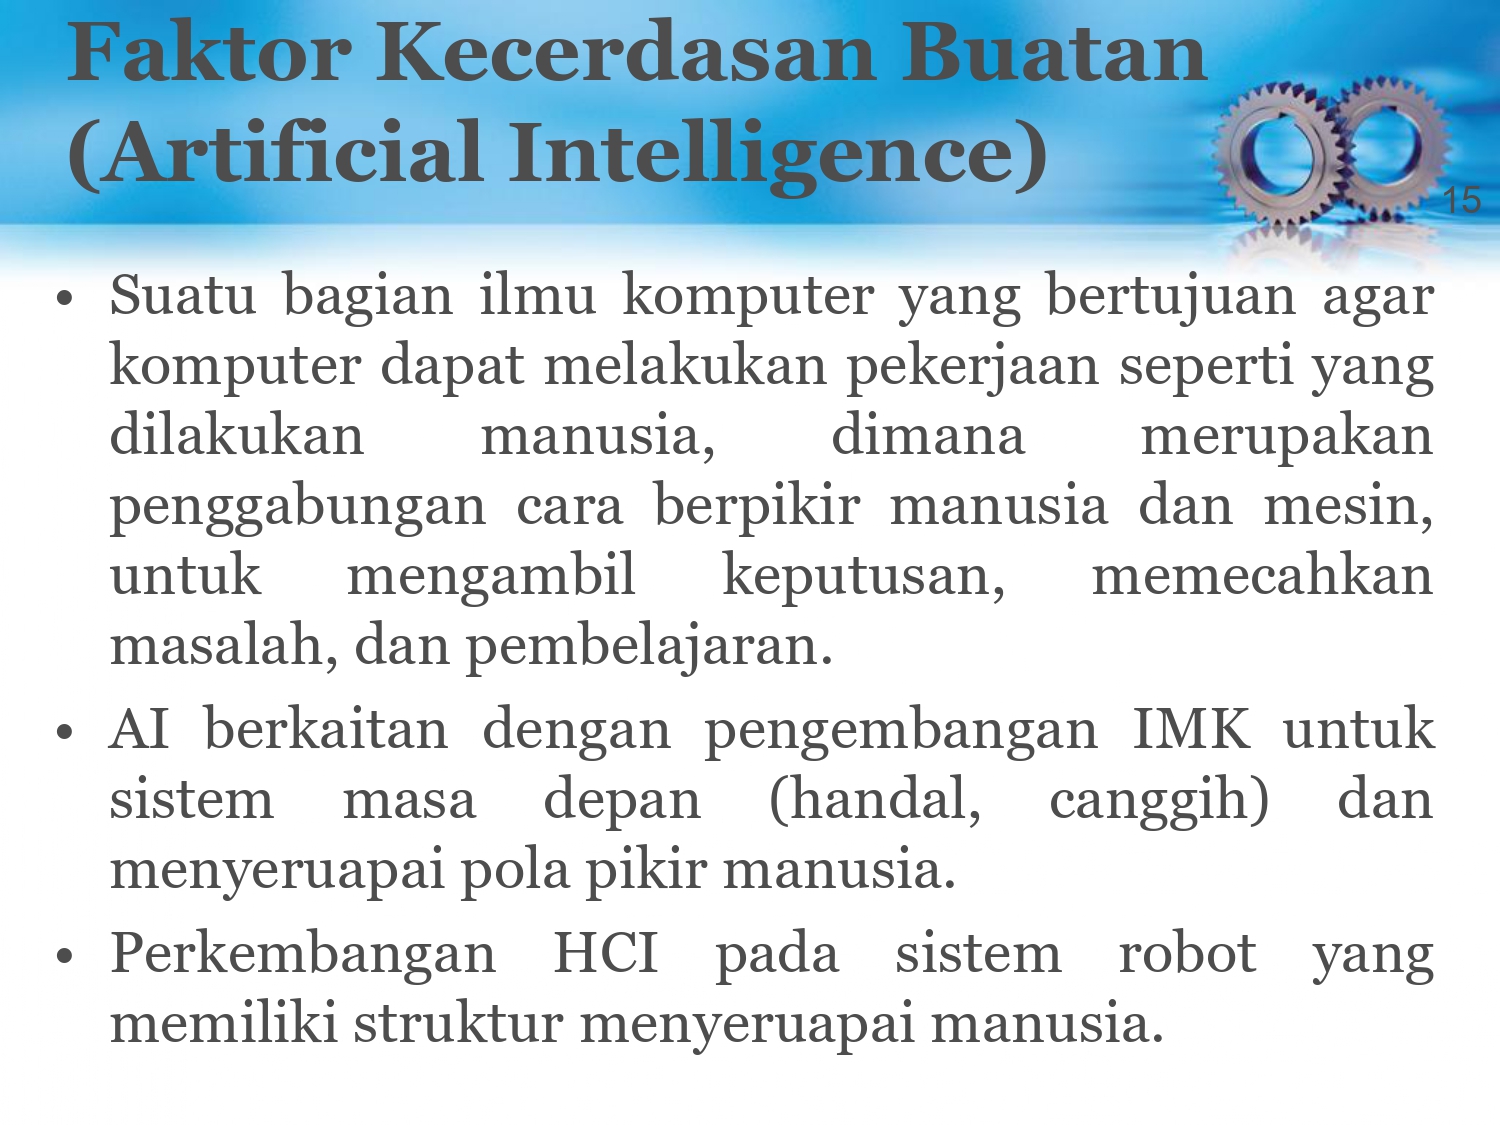 Faktor Kecerdasan Buatan
(Artificial Intelligence)
15
• Suatu bagian ilmu komputer yang bertujuan agar
komputer dapat melakukan pekerjaan seperti yang
dilakukan manusia, dimana merupakan
penggabungan cara berpikir manusia dan mesin,
untuk mengambil keputusan, memecahkan
masalah, dan pembelajaran.
• AI berkaitan dengan pengembangan IMK untuk
sistem masa depan (handal, canggih) dan
menyeruapai pola pikir manusia.
• Perkembangan HCI pada sistem robot yang
memiliki struktur menyeruapai manusia.